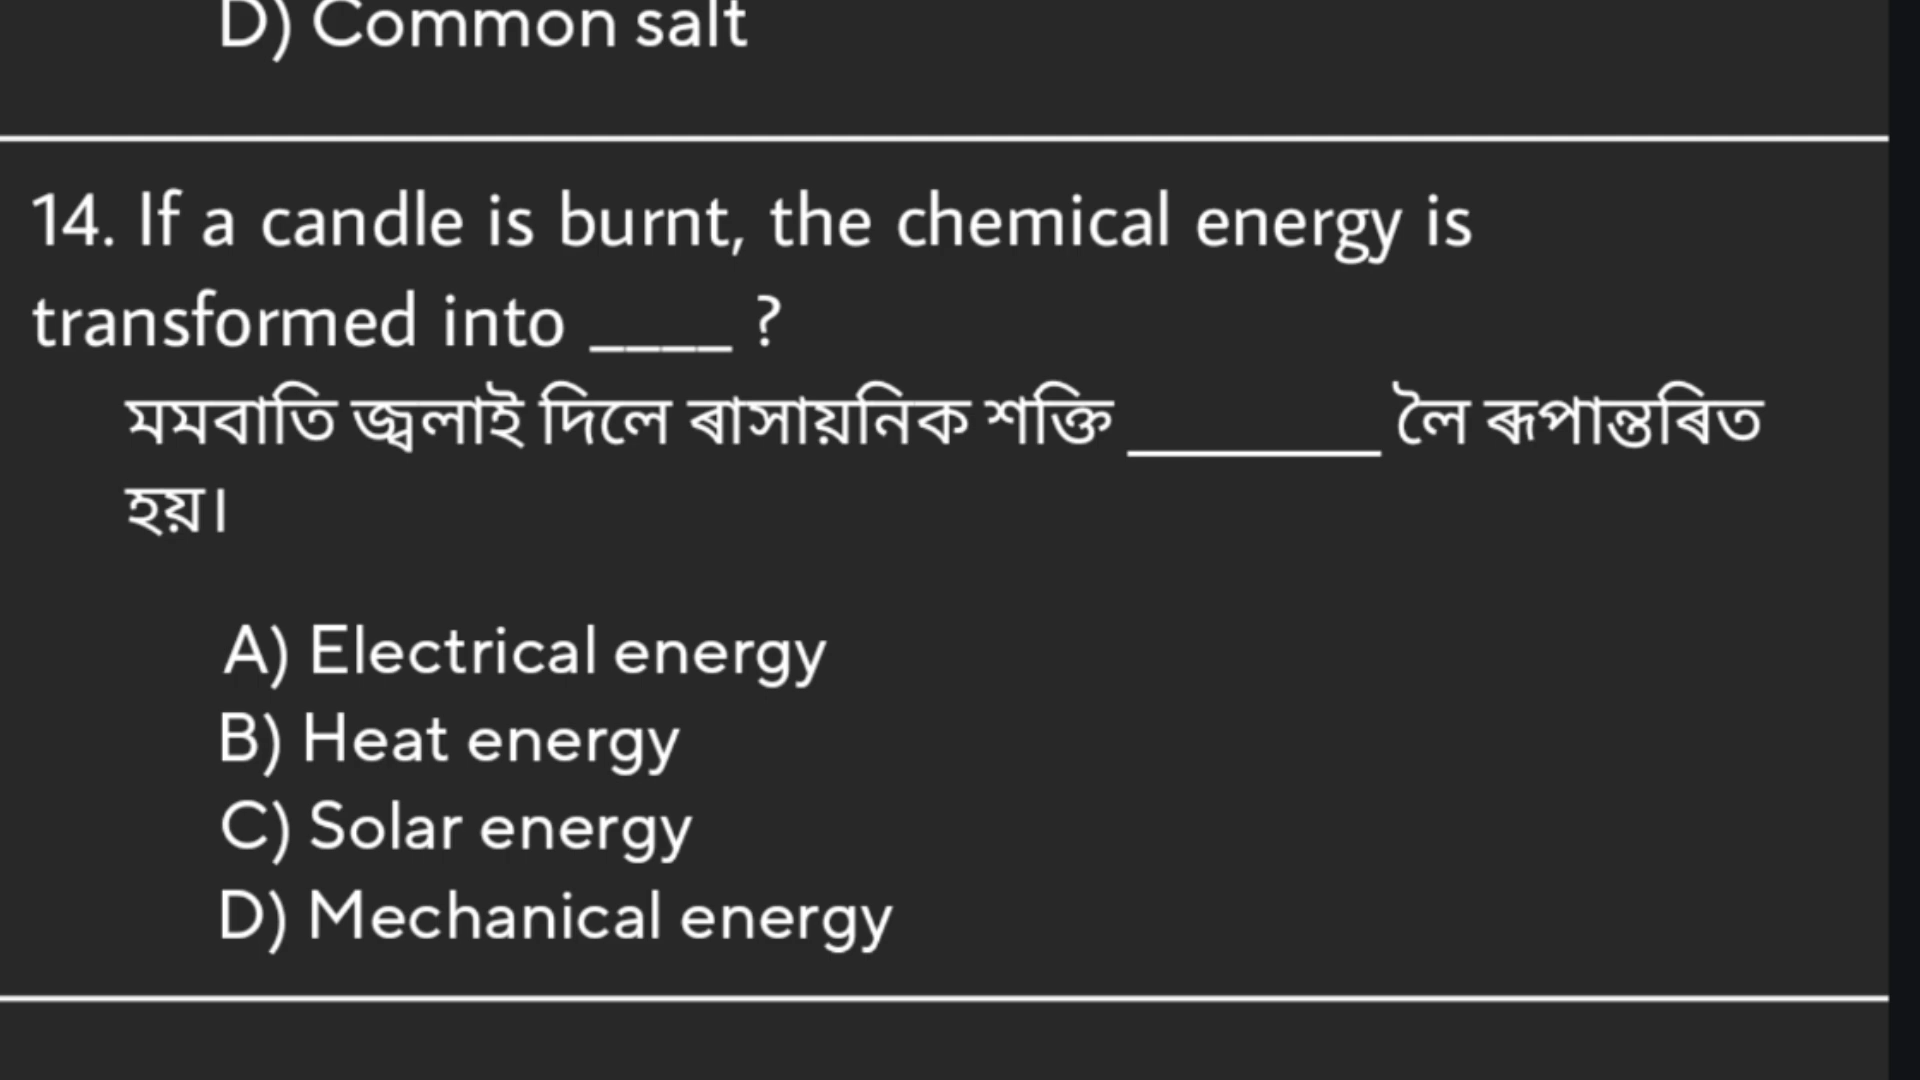 D) Common salt
14. If a candle is burnt, the chemical energy is
transformed into ____ ?
মমবাতি জ্বলাই দিলে ৰাসায়নিক শক্তি ________ লৈ ৰূপান্তৰিত
হয়।
A) Electrical energy
B) Heat energy
C) Solar energy
D) Mechanical energy